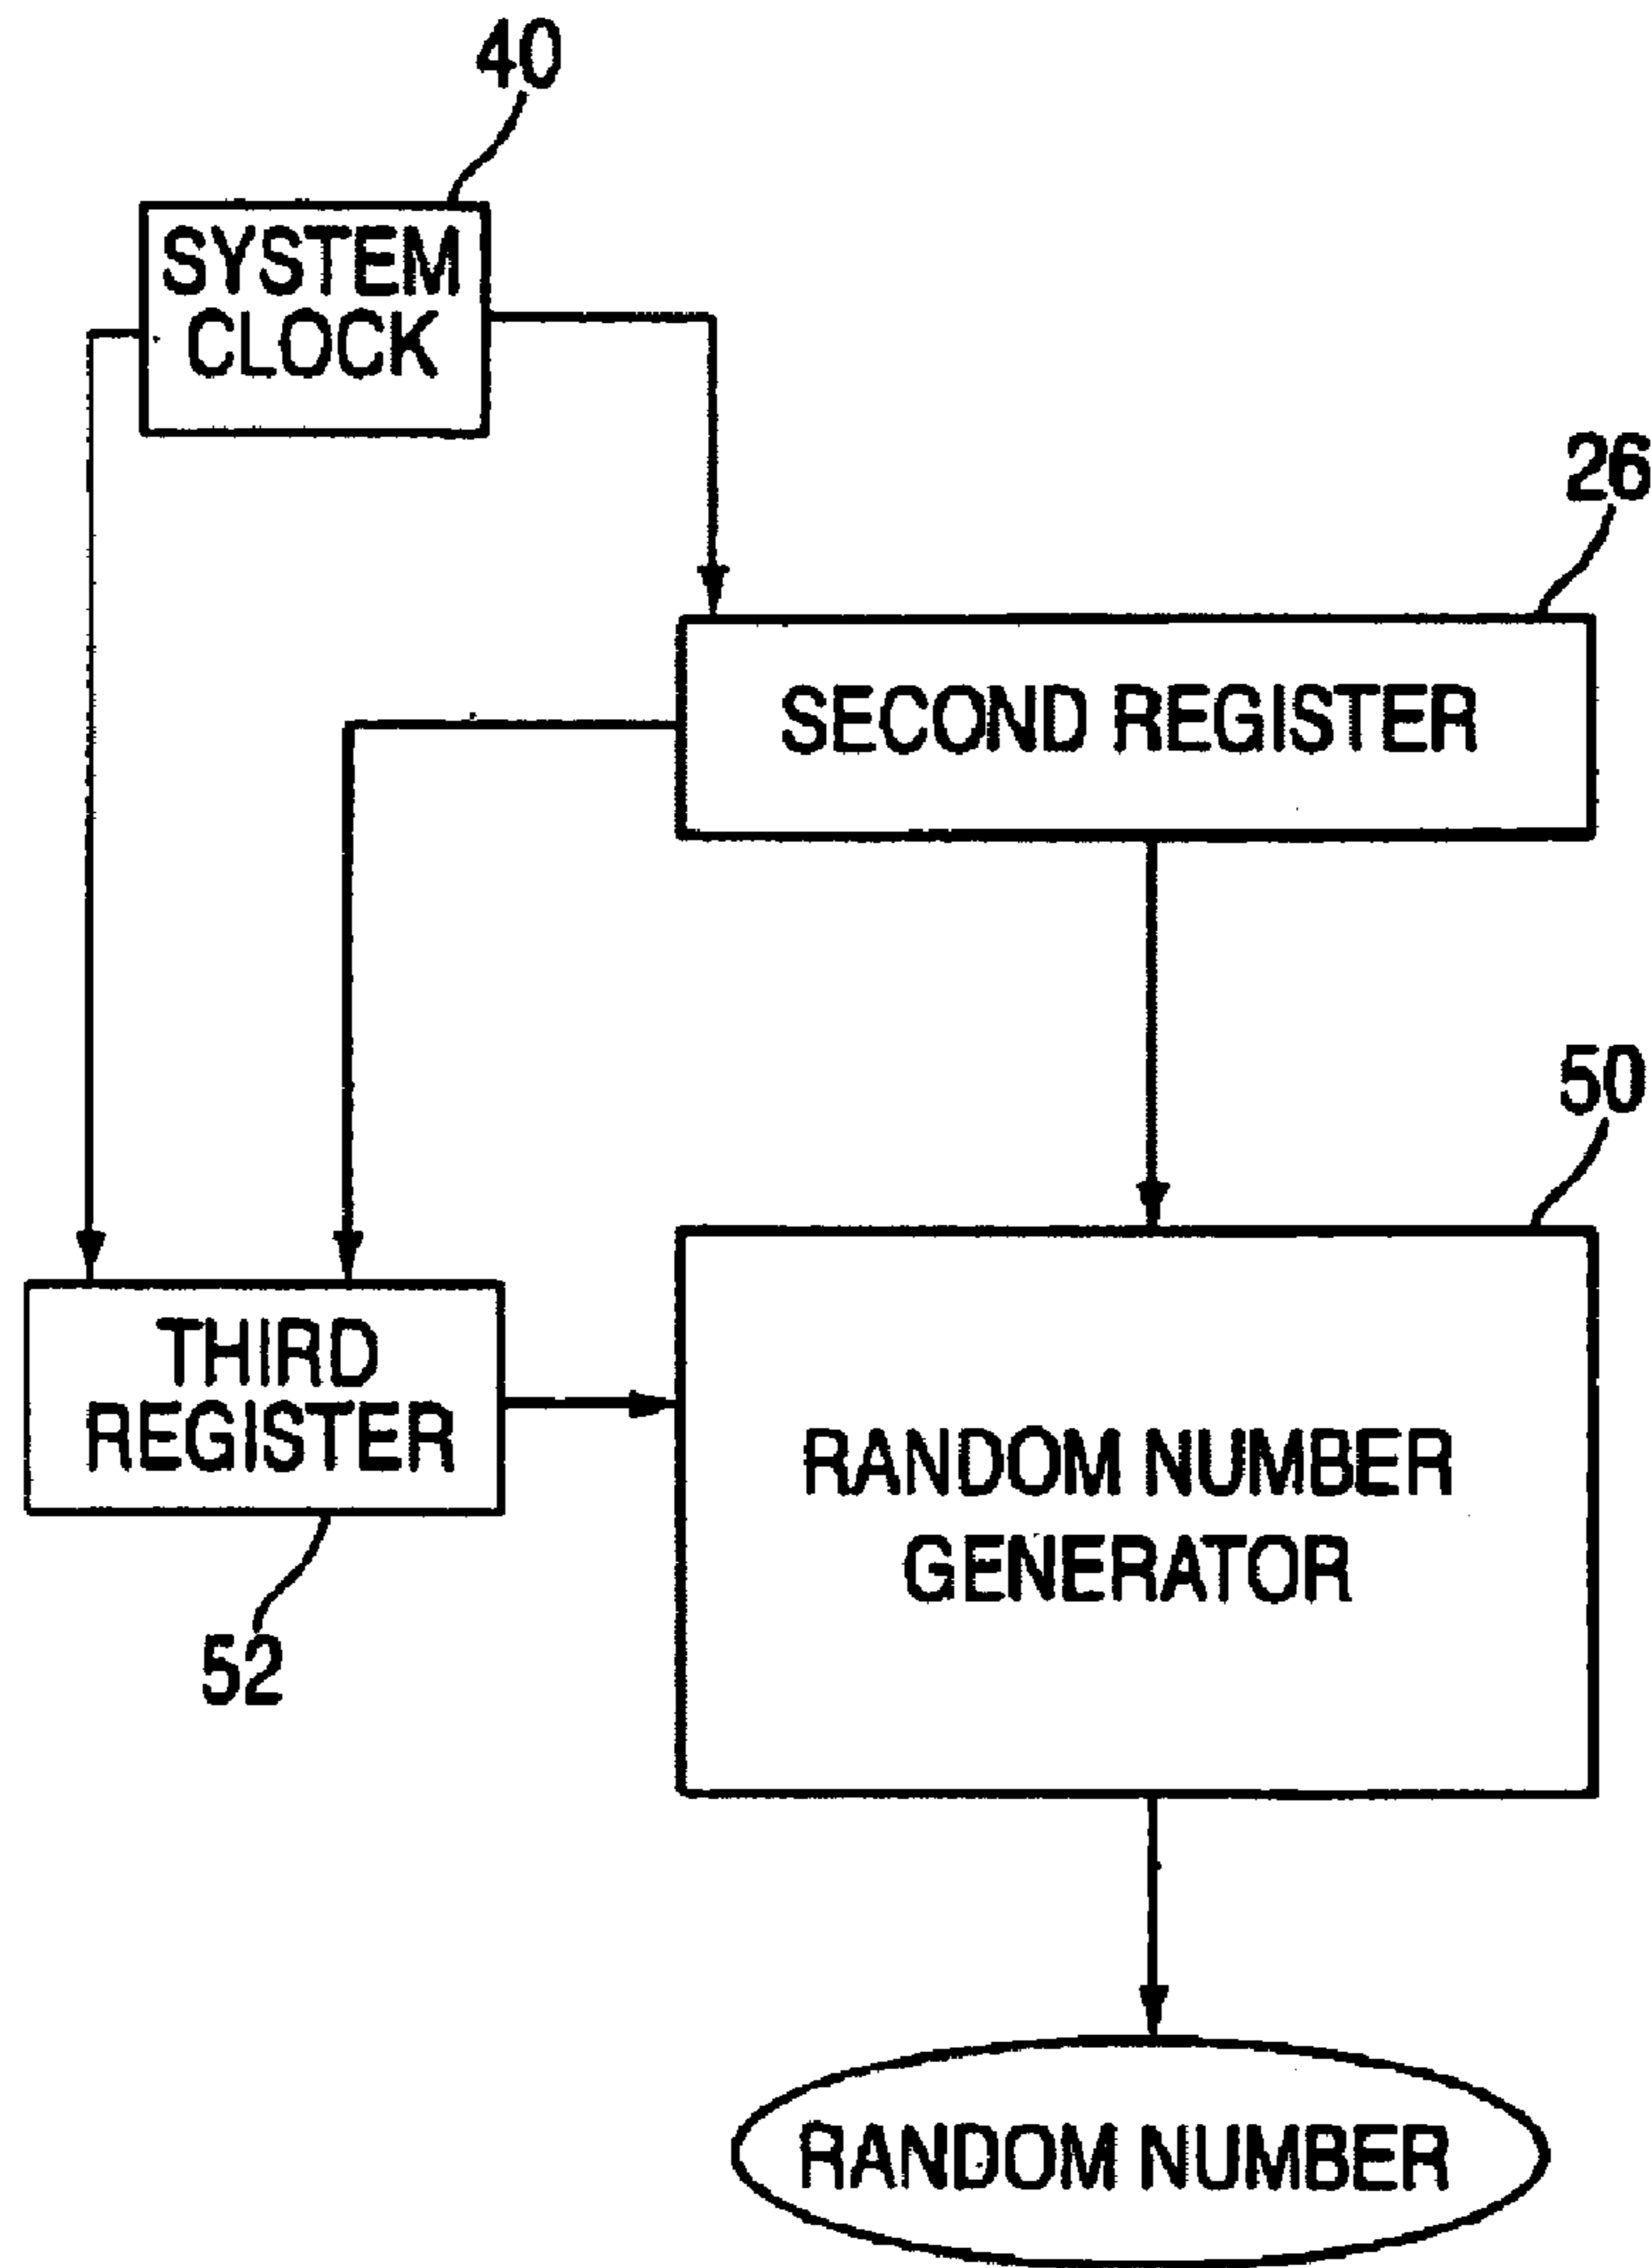 40
SYSTEM
CLOCK
26
SECOND REGISTER
50
THIRD
REGISTER
RANDOM NUMBER
GENERATOR
52
RANDOM NUMBER